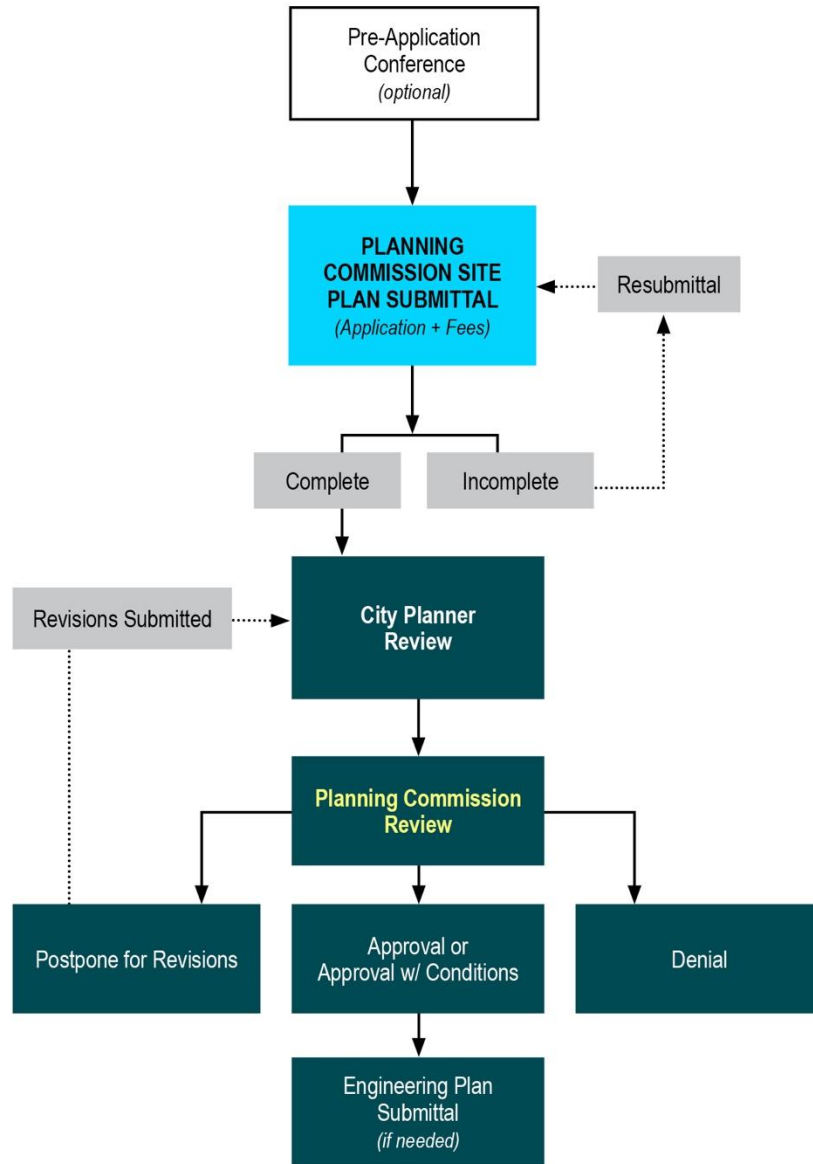 Pre-Application
Conference
(optional)
PLANNING
COMMISSION SITE
PLAN SUBMITTAL
(Application + Fees)
Resubmittal
Complete
Incomplete
Revisions Submitted
City Planner
Review
Planning Commission
Review
Postpone for Revisions
Approval or
Approval w/ Conditions
Denial
Engineering Plan
Submittal
(if needed)